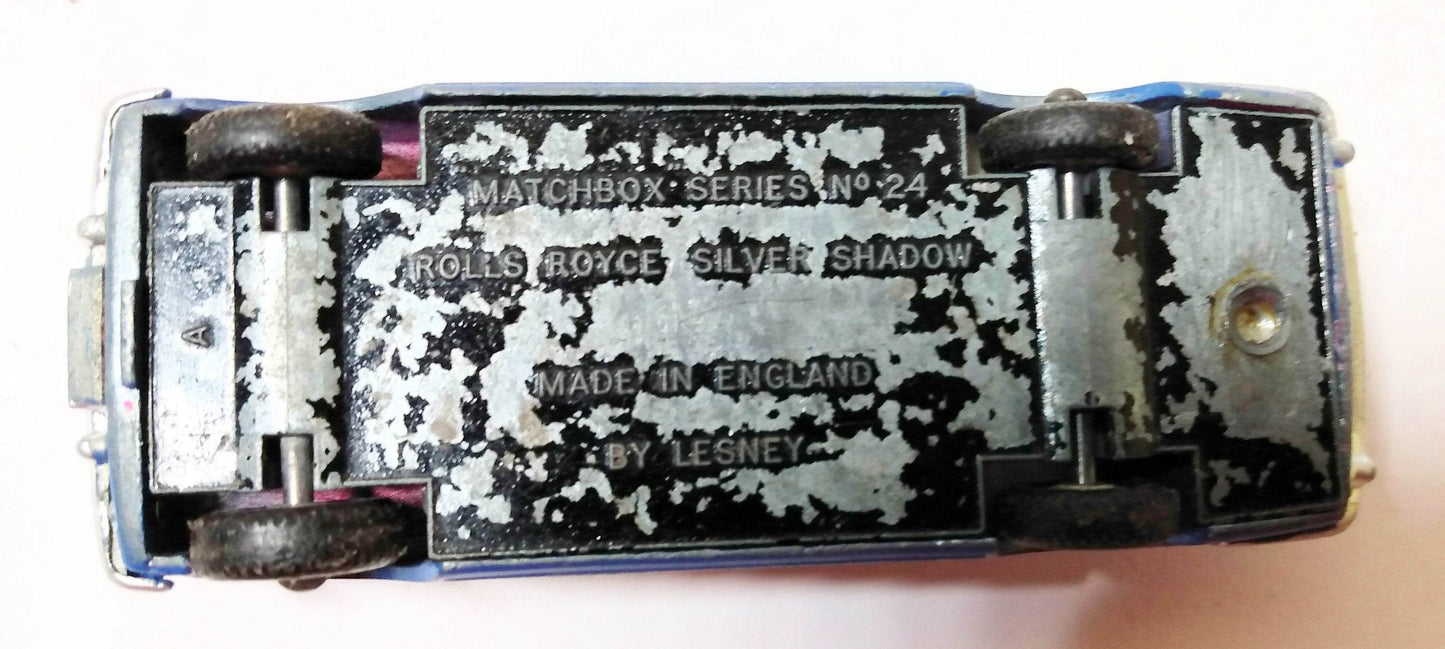 MATCHBOX SERIES Nº 24
ROLLS ROYCE SILVER SHADOW
MADE IN ENGLAND
BY LESNEY
A